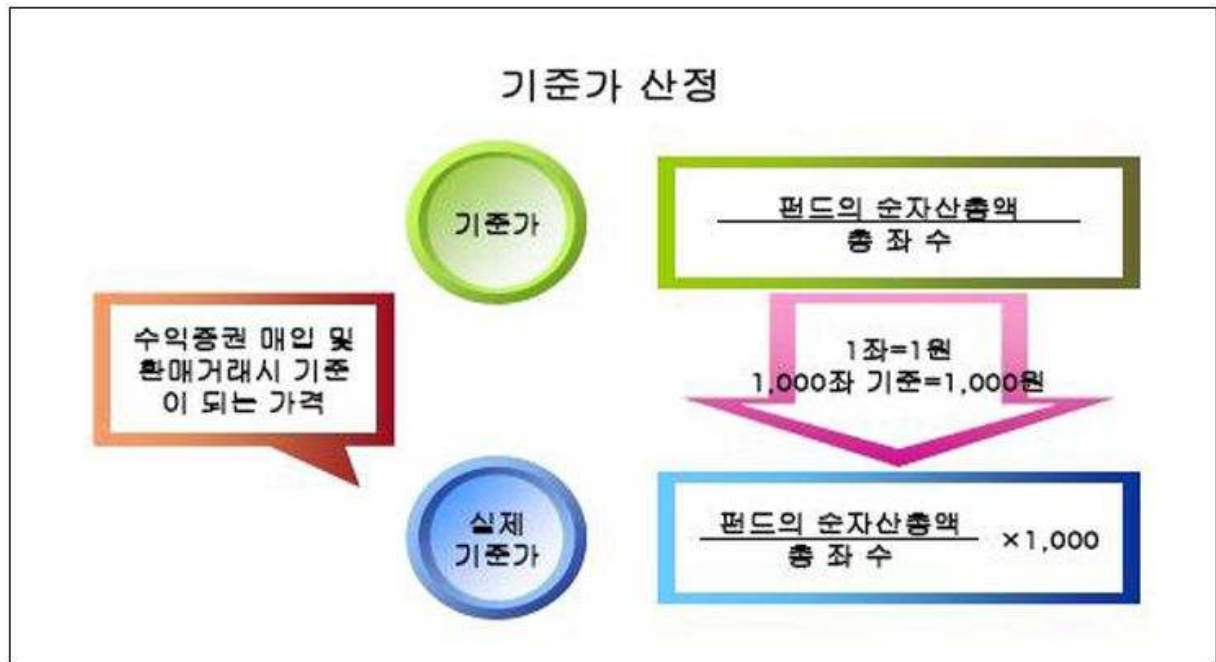 기준가 산정
기준가
펀드의 순자산총액
총 좌 수
수익증권 매입 및
환매거래시 기준
이 되는 가격
1좌=1원
1,000좌 기준=1,000원
실제
기준가
펀드의 순자산총액
총 좌 수
×1,000